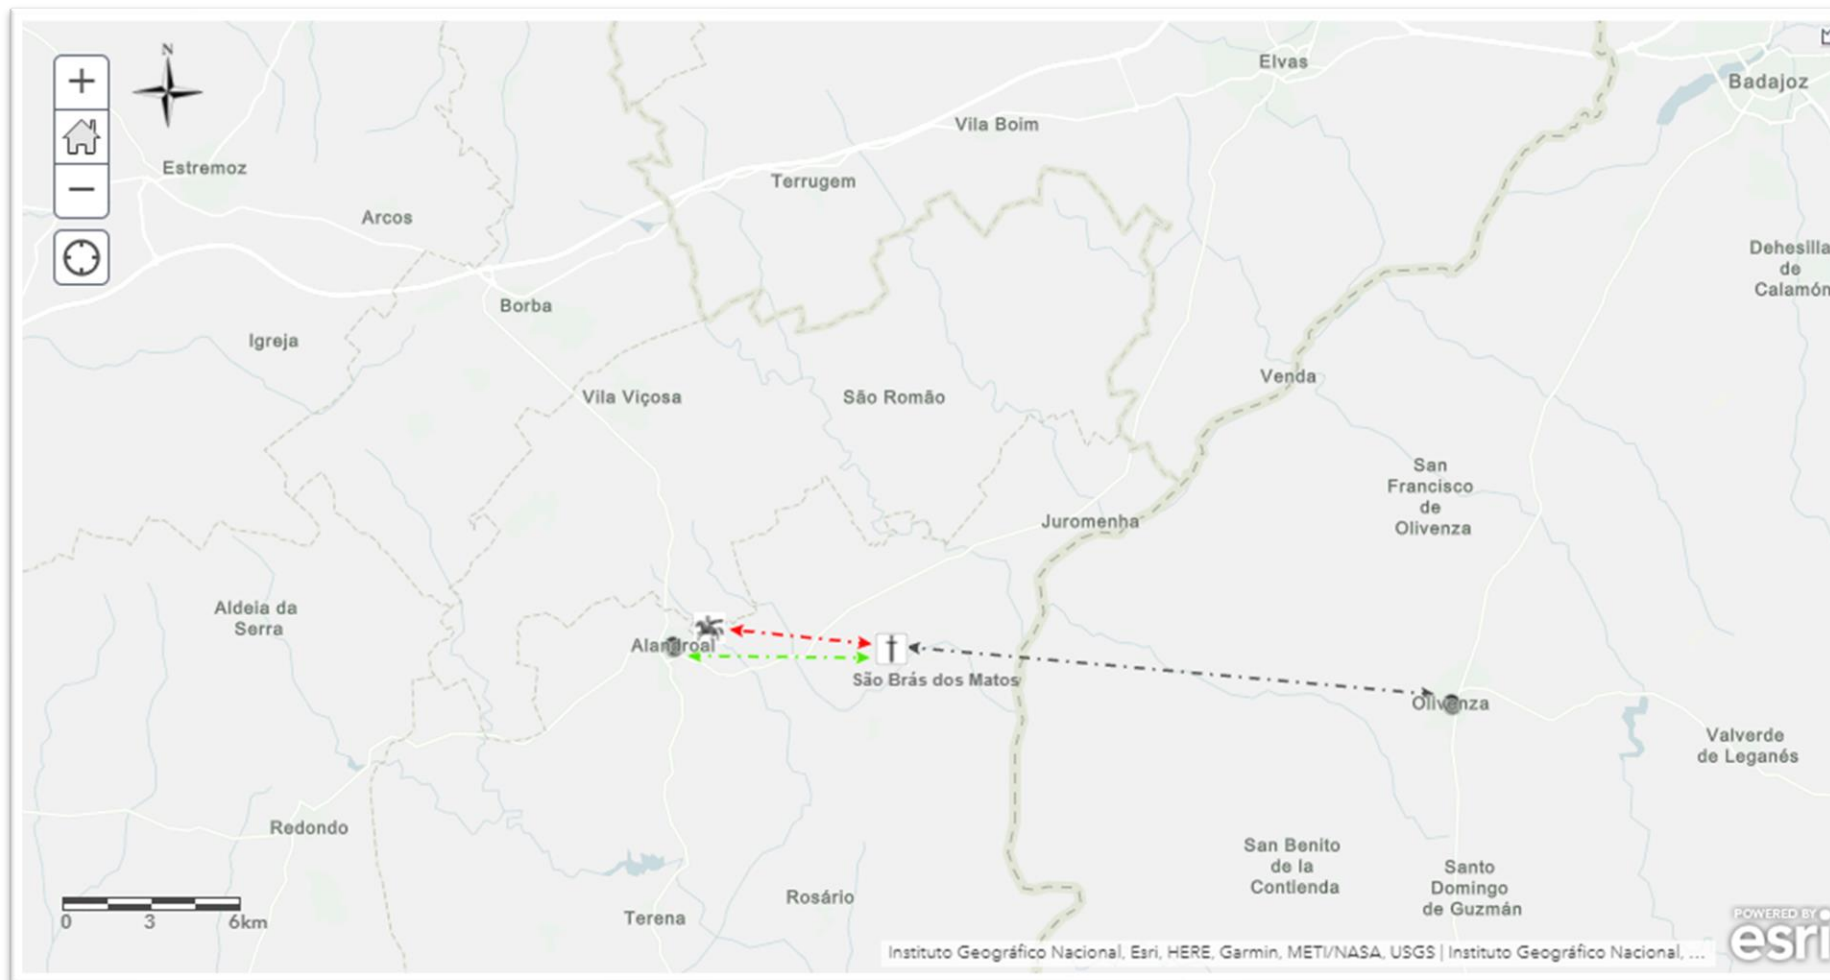 N
Elvas
Badajoz
Vila Boim
Estremoz
Terrugem
Arcos
Dehesilla
de
Calamón
Borba
Igreja
Venda
Vila Viçosa
São Romão
San
Francisco
de
Olivenza
Juromenha
Aldeia da
Serra
Alandroal
São Brás dos Matos
Olivenza
Valverde
de Leganés
Redondo
San Benito
de la
Contienda
Santo
Domingo
de Guzmán
Rosário
Terena
0 3 6km
POWERED BY
esri
Instituto Geográfico Nacional, Esri, HERE, Garmin, METI/NASA, USGS | Instituto Geográfico Nacional, ...